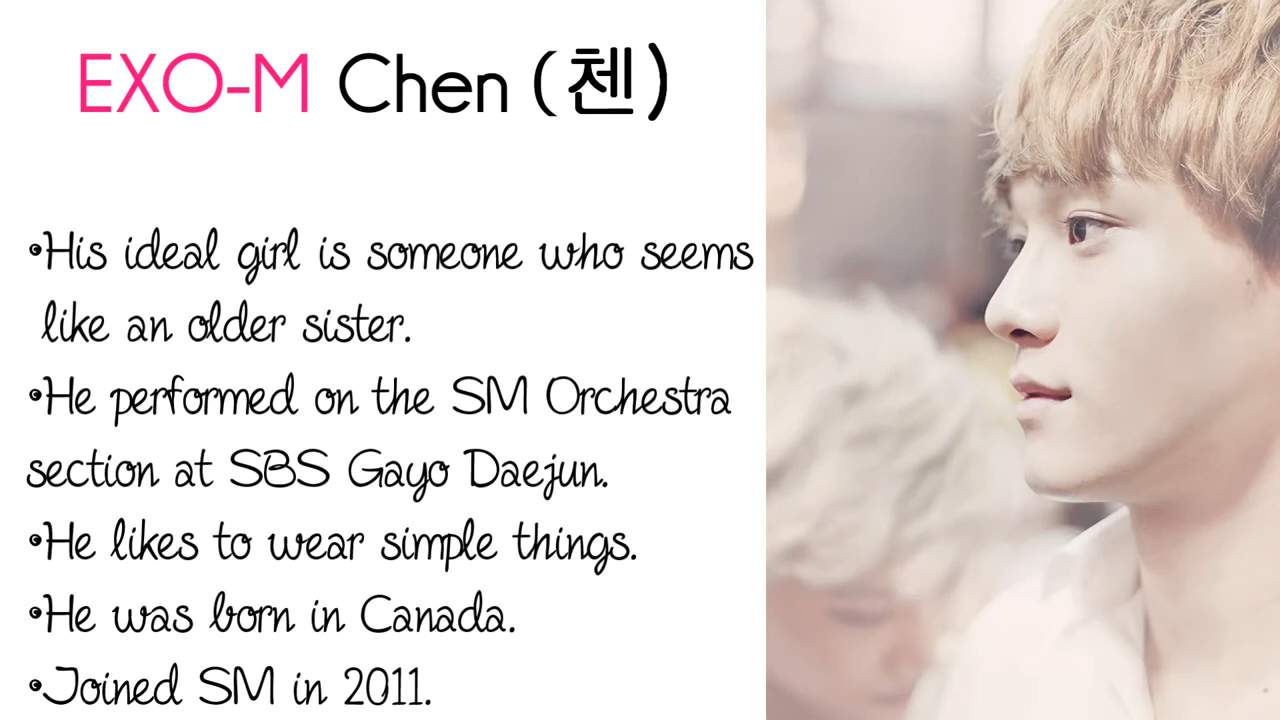 EXO-M Chen (첸)
•His ideal girl is someone who seems
like an older sister.
•He performed on the SM Orchestra
section at SBS Gayo Daejun.
•He likes to wear simple things.
•He was born in Canada.
•Joined SM in 2011.